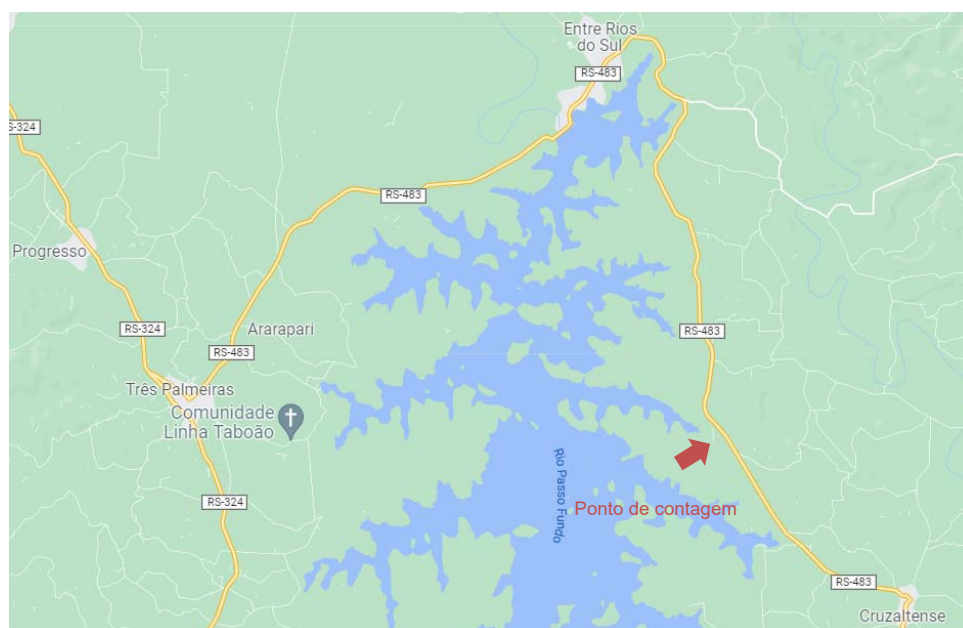 Entre Rios
do Sul
RS-483
S-324
RS-483
Progresso
RS-324
Ararapari
RS-483
RS-483
Três Palmeiras
Comunidade
Linha Taboão
Rio Passo Fundo
RS-324
Ponto de contagem
RS-483
Cruzaltense